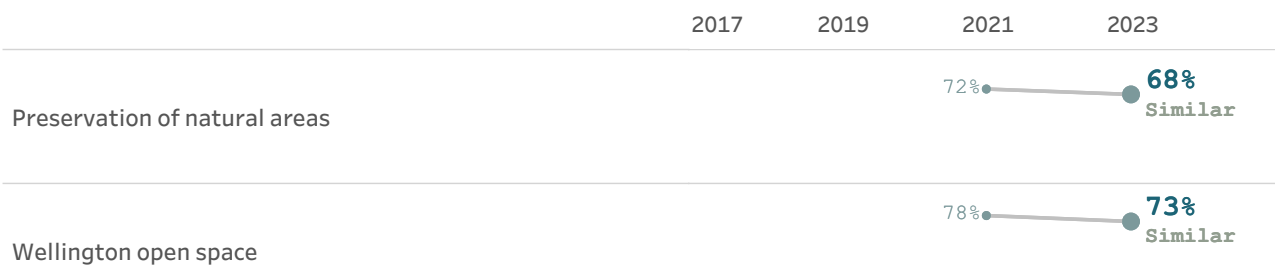 2017 2019 2021 2023
72% 68%
Similar
Preservation of natural areas
78% 73%
Similar
Wellington open space